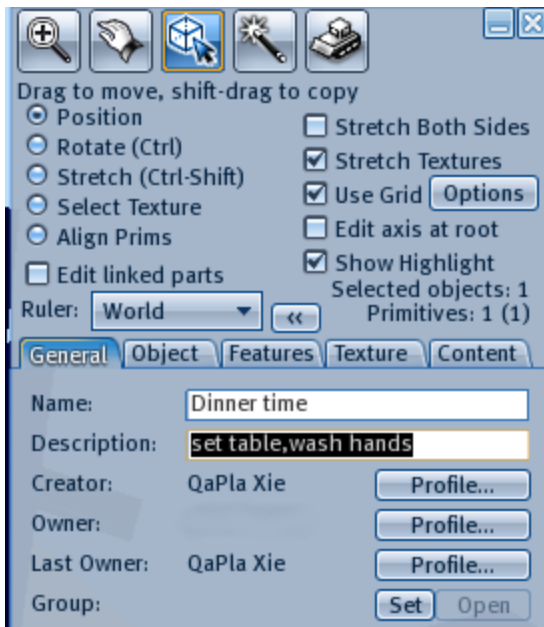 Drag to move, shift-drag to copy
Position
Rotate (Ctrl)
Stretch (Ctrl-Shift)
Select Texture
Align Prims
Edit linked parts
Stretch Both Sides
Stretch Textures
Use Grid Options
Edit axis at root
Show Highlight
Selected objects: 1
Primitives: 1 (1)
Ruler: World «
General Object Features Texture Content
Name: Dinner time
Description: set table,wash hands
Creator: QaPla Xie Profile...
Owner: Profile...
Last Owner: QaPla Xie Profile...
Group: Set Open